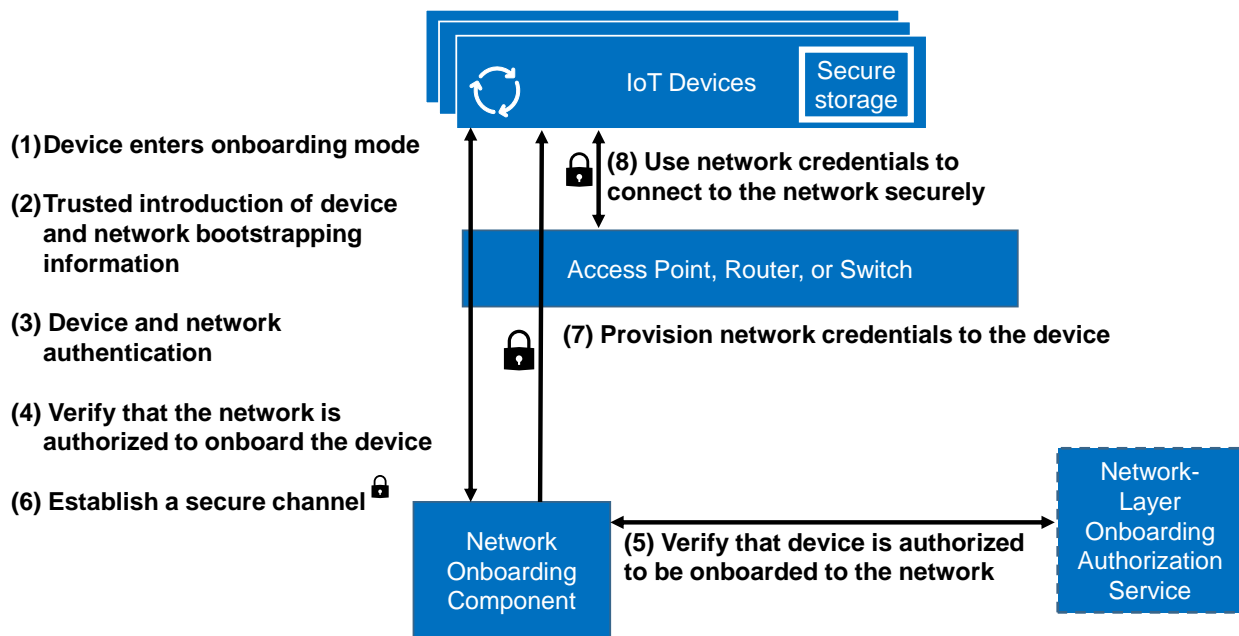 IoT Devices
Secure
storage
(1) Device enters onboarding mode
(2) Trusted introduction of device
and network bootstrapping
information
(3) Device and network
authentication
(4) Verify that the network is
authorized to onboard the device
(6) Establish a secure channel
(8) Use network credentials to
connect to the network securely
Access Point, Router, or Switch
(7) Provision network credentials to the device
Network
Onboarding
Component
(5) Verify that device is authorized
to be onboarded to the network
Network-
Layer
Onboarding
Authorization
Service